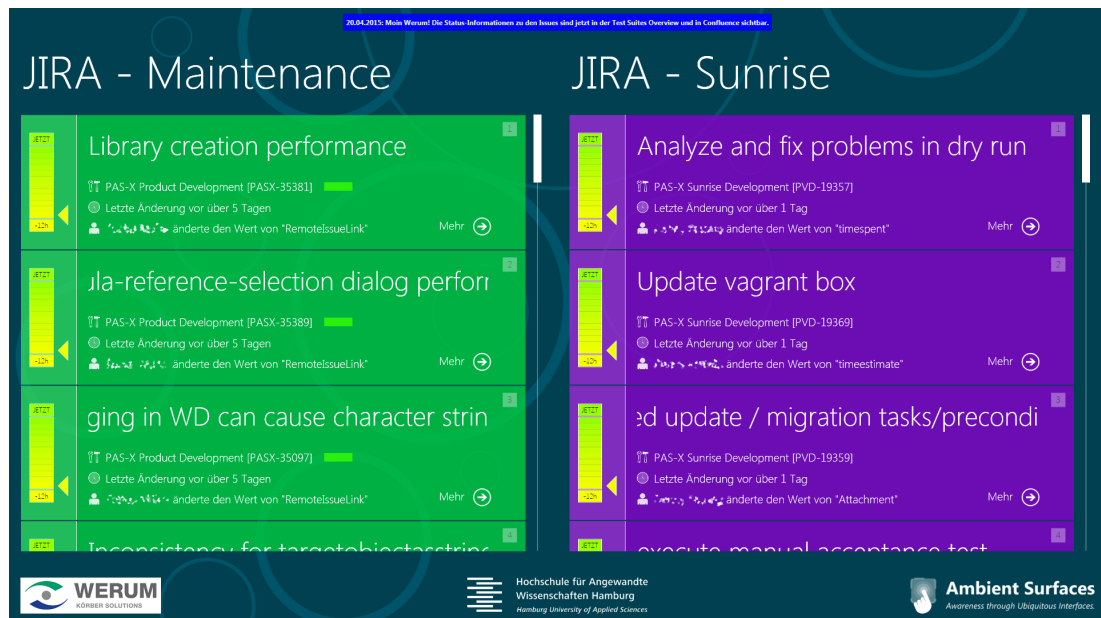 20.04.2015: Moin Werum! Die Status-Informationen zu den Issues sind jetzt in der Test Suites Overview und in Confluence sichtbar.
JIRA - Maintenance
1
JETZT
Library creation performance
PAS-X Product Development [PASX-35381]
Letzte Änderung vor über 5 Tagen
-12h
änderte den Wert von "RemoteIssueLink"
Mehr
2
JETZT
ula-reference-selection dialog perforr
PAS-X Product Development [PASX-35389]
Letzte Änderung vor über 5 Tagen
-12h
änderte den Wert von "RemoteIssueLink"
Mehr
3
JETZT
ging in WD can cause character strin
PAS-X Product Development [PASX-35097]
Letzte Änderung vor über 5 Tagen
-12h
änderte den Wert von "RemoteIssueLink"
Mehr
4
JETZT
Inconsistency for targetobjectasstring
JIRA - Sunrise
1
JETZT
Analyze and fix problems in dry run
PAS-X Sunrise Development [PVD-19357]
Letzte Änderung vor über 1 Tag
-12h
änderte den Wert von "timespent"
Mehr
2
JETZT
Update vagrant box
PAS-X Sunrise Development [PVD-19369]
Letzte Änderung vor über 1 Tag
-12h
änderte den Wert von "timeestimate"
Mehr
3
JETZT
ed update / migration tasks/precondi
PAS-X Sunrise Development [PVD-19359]
Letzte Änderung vor über 1 Tag
-12h
änderte den Wert von "Attachment"
Mehr
4
JETZT
execute manual acceptance test
WERUM
KÖRBER SOLUTIONS
Hochschule für Angewandte
Wissenschaften Hamburg
Hamburg University of Applied Sciences
Ambient Surfaces
Awareness through Ubiquitous Interfaces.